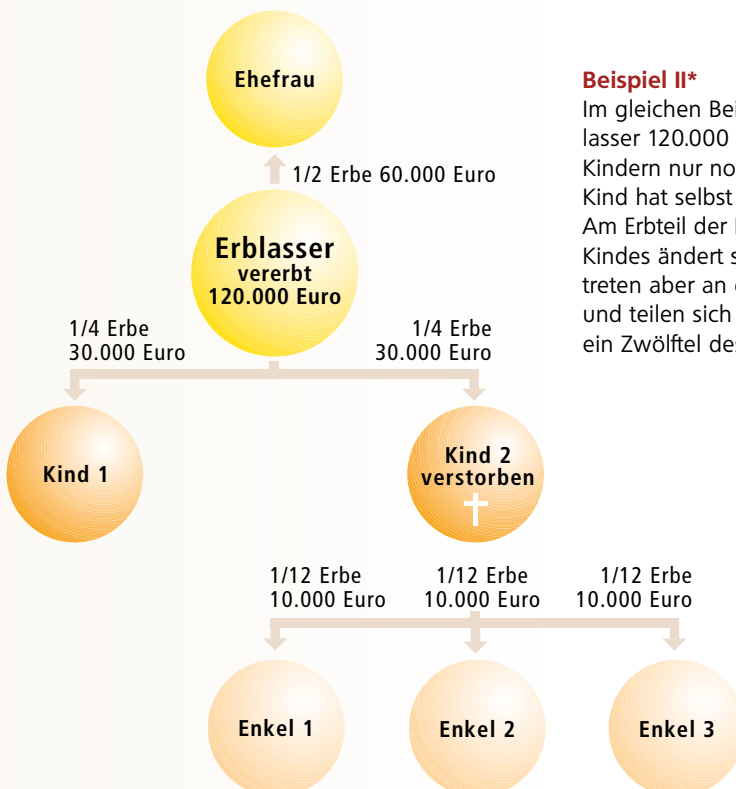 Ehefrau
1/2 Erbe 60.000 Euro
Erblasser
vererbt
120.000 Euro
1/4 Erbe
30.000 Euro
1/4 Erbe
30.000 Euro
Kind 1
Kind 2
verstorben
1/12 Erbe
10.000 Euro
1/12 Erbe
10.000 Euro
1/12 Erbe
10.000 Euro
Enkel 1
Enkel 2
Enkel 3
Beispiel II*
Im gleichen Bei
lasser 120.000
Kindern nur no
Kind hat selbst
Am Erbteil der
Kindes ändert s
treten aber an
und teilen sich
ein Zwölftel des